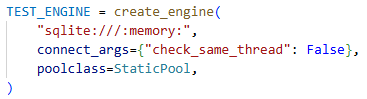 TEST_ENGINE = create_engine(
    "sqlite:///:memory:",
    connect_args={"check_same_thread": False},
    poolclass=StaticPool,
)